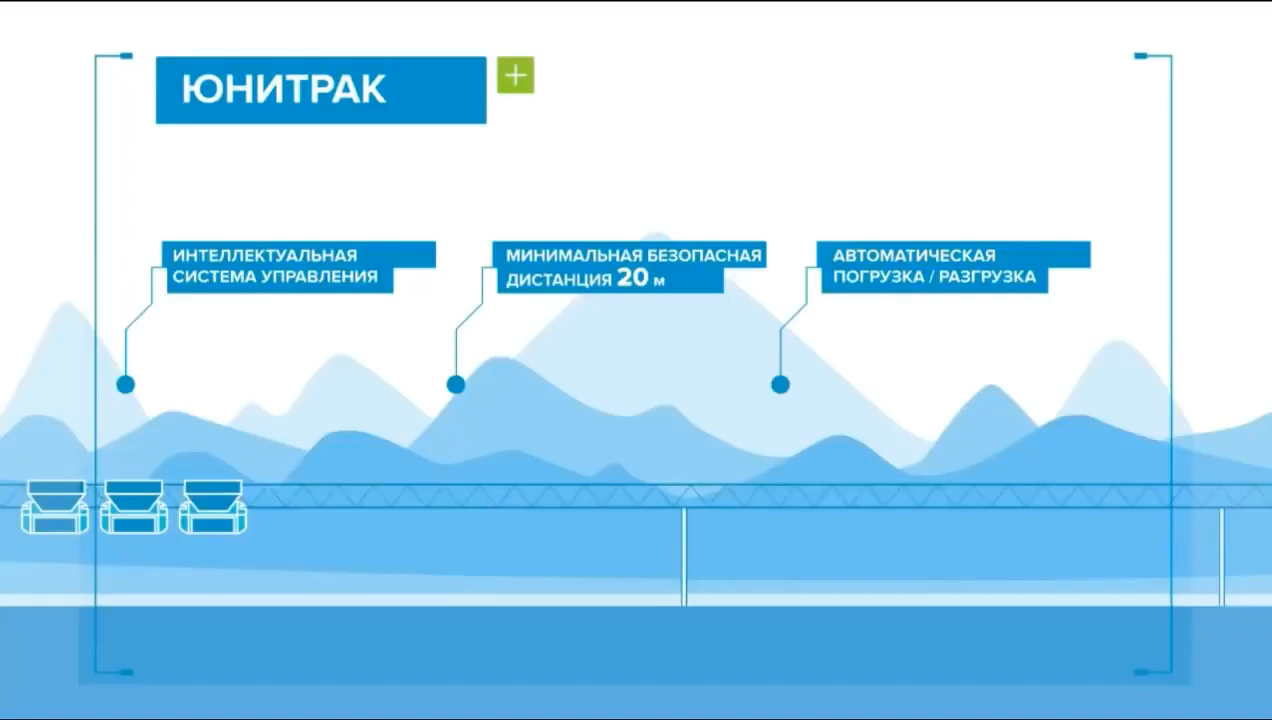 ЮНИТРАК
ИНТЕЛЛЕКТУАЛЬНАЯ
СИСТЕМА УПРАВЛЕНИЯ
МИНИМАЛЬНАЯ БЕЗОПАСНАЯ
ДИСТАНЦИЯ 20 м
АВТОМАТИЧЕСКАЯ
ПОГРУЗКА / РАЗГРУЗКА